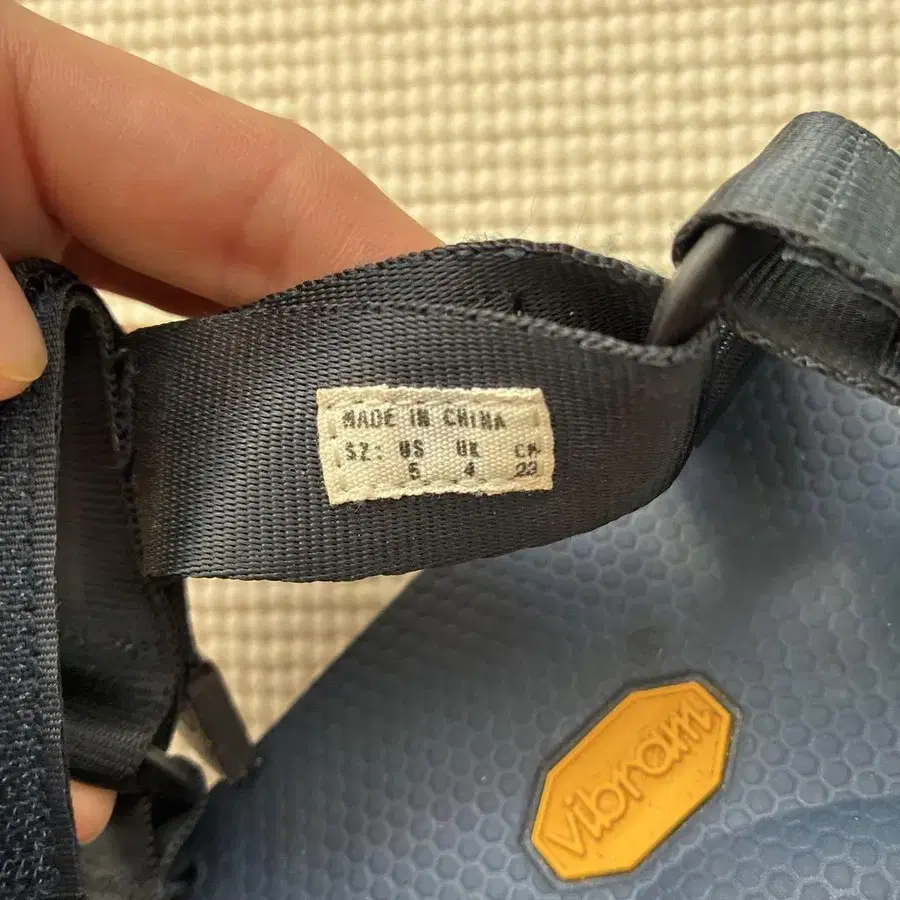 MADE IN CHINA
SZ: US UK CM
5 4 23
vibram